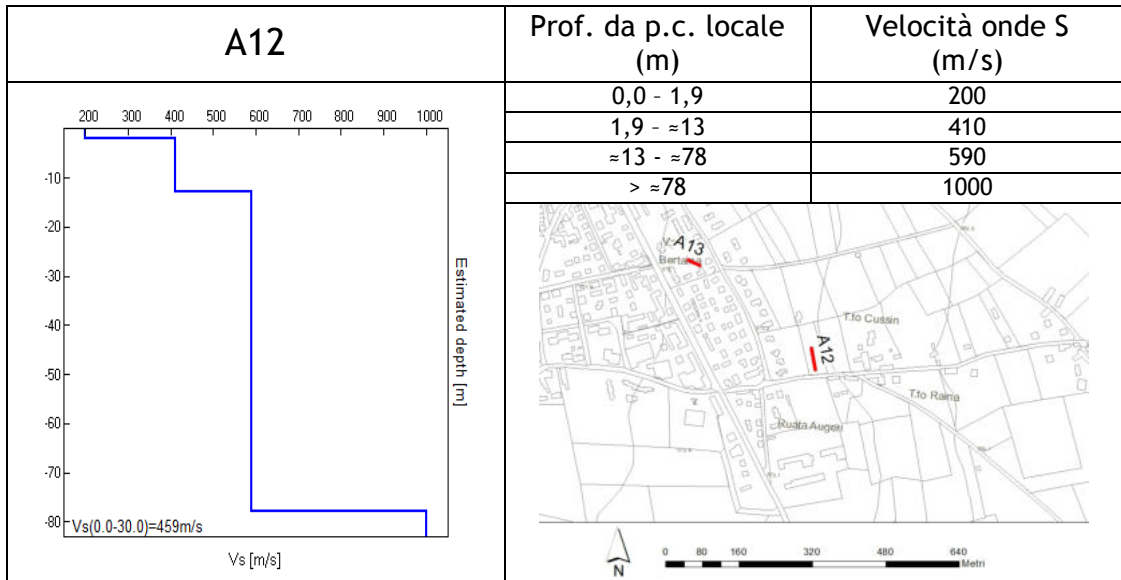 A12
Prof. da p.c. locale
(m)
Velocità onde S
(m/s)
0,0 - 1,9
200
1,9 - ≈13
410
≈13 - ≈78
590
> ≈78
1000
200 300 400 500 600 700 800 900 1000
-10
-20
-30
-40
-50
-60
-70
-80
Vs(0.0-30.0)=459m/s
Vs [m/s]
Estimated depth [m]
A13
A12
T.to Cussin
T.to Raina
Ruata Augeri
N
0 80 160 320 480 640
Metri